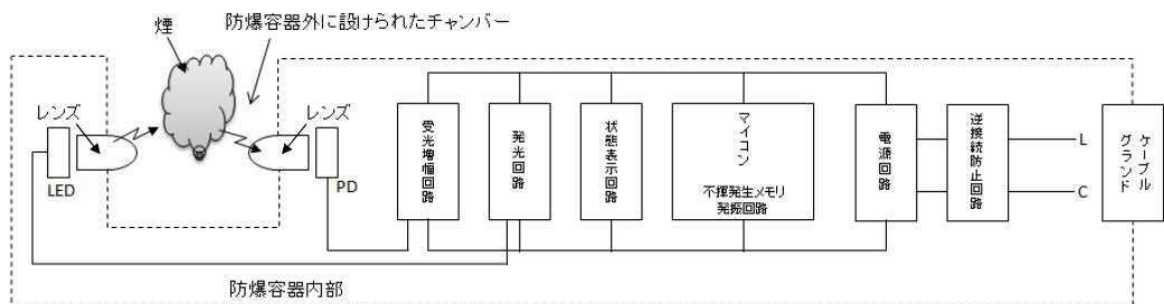 煙
防爆容器外に設けられたチャンバー
レンズ
レンズ
LED
PD
受光増幅回路
発光回路
状態表示回路
マイコン
不揮発生メモリ
発振回路
電源回路
逆接続防止回路
L
C
ケーブル
グランド
防爆容器内部